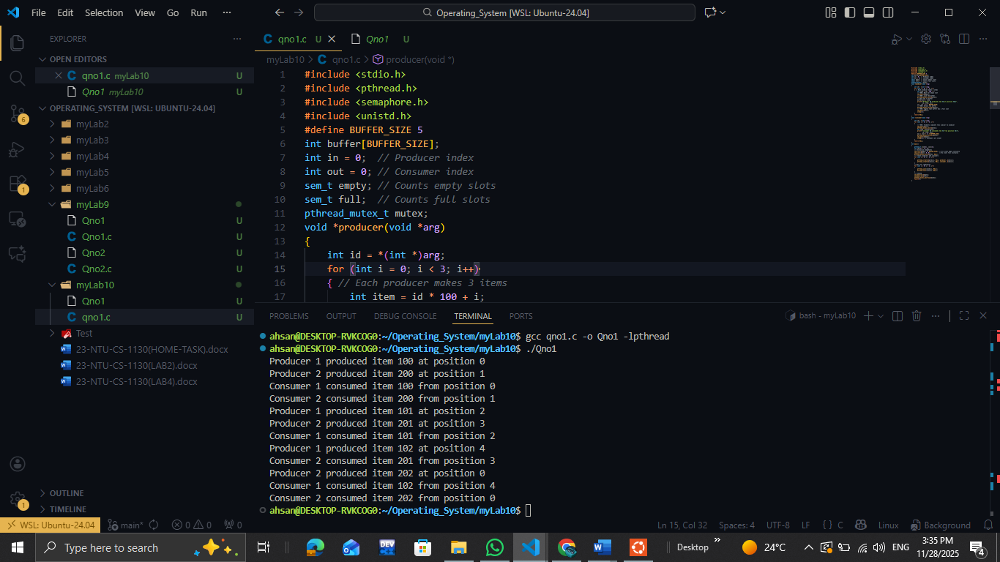 File Edit Selection View Go Run ···
Operating_System [WSL: Ubuntu-24.04]
EXPLORER
OPEN EDITORS
qno1.c myLab10 U
Qno1 myLab10 U
OPERATING_SYSTEM [WSL: UBUNTU-24.04]
myLab2
myLab3
myLab4
myLab5
myLab6
myLab9
Qno1 U
Qno1.c U
Qno2 U
Qno2.c U
myLab10
Qno1 U
qno1.c U
Test
23-NTU-CS-1130(HOME-TASK).docx
23-NTU-CS-1130(LAB2).docx
23-NTU-CS-1130(LAB4).docx
OUTLINE
TIMELINE
6
1
1
qno1.c U Qno1 U
myLab10 > qno1.c > producer(void *)
1 #include <stdio.h>
2 #include <pthread.h>
3 #include <semaphore.h>
4 #include <unistd.h>
5 #define BUFFER_SIZE 5
6 int buffer[BUFFER_SIZE];
7 int in = 0;  // Producer index
8 int out = 0; // Consumer index
9 sem_t empty; // Counts empty slots
10 sem_t full;  // Counts full slots
11 pthread_mutex_t mutex;
12 void *producer(void *arg)
13 {
14     int id = *(int *)arg;
15     for (int i = 0; i < 3; i++)
16     { // Each producer makes 3 items
17         int item = id * 100 + i;
PROBLEMS OUTPUT DEBUG CONSOLE TERMINAL PORTS
bash - myLab10
ahsan@DESKTOP-RVKCOG0:~/Operating_System/myLab10$ gcc qno1.c -o Qno1 -lpthread
ahsan@DESKTOP-RVKCOG0:~/Operating_System/myLab10$ ./Qno1
Producer 1 produced item 100 at position 0
Producer 2 produced item 200 at position 1
Consumer 1 consumed item 100 from position 0
Consumer 2 consumed item 200 from position 1
Producer 1 produced item 101 at position 2
Producer 2 produced item 201 at position 3
Consumer 1 consumed item 101 from position 2
Producer 1 produced item 102 at position 4
Consumer 2 consumed item 201 from position 3
Producer 2 produced item 202 at position 0
Consumer 1 consumed item 102 from position 4
Consumer 2 consumed item 202 from position 0
ahsan@DESKTOP-RVKCOG0:~/Operating_System/myLab10$
WSL: Ubuntu-24.04 main* 0 0 0 Ln 15, Col 32 Spaces: 4 UTF-8 LF {} C Linux Background
Type here to search DEV Desktop » 24°C ENG 3:35 PM
11/28/2025
4